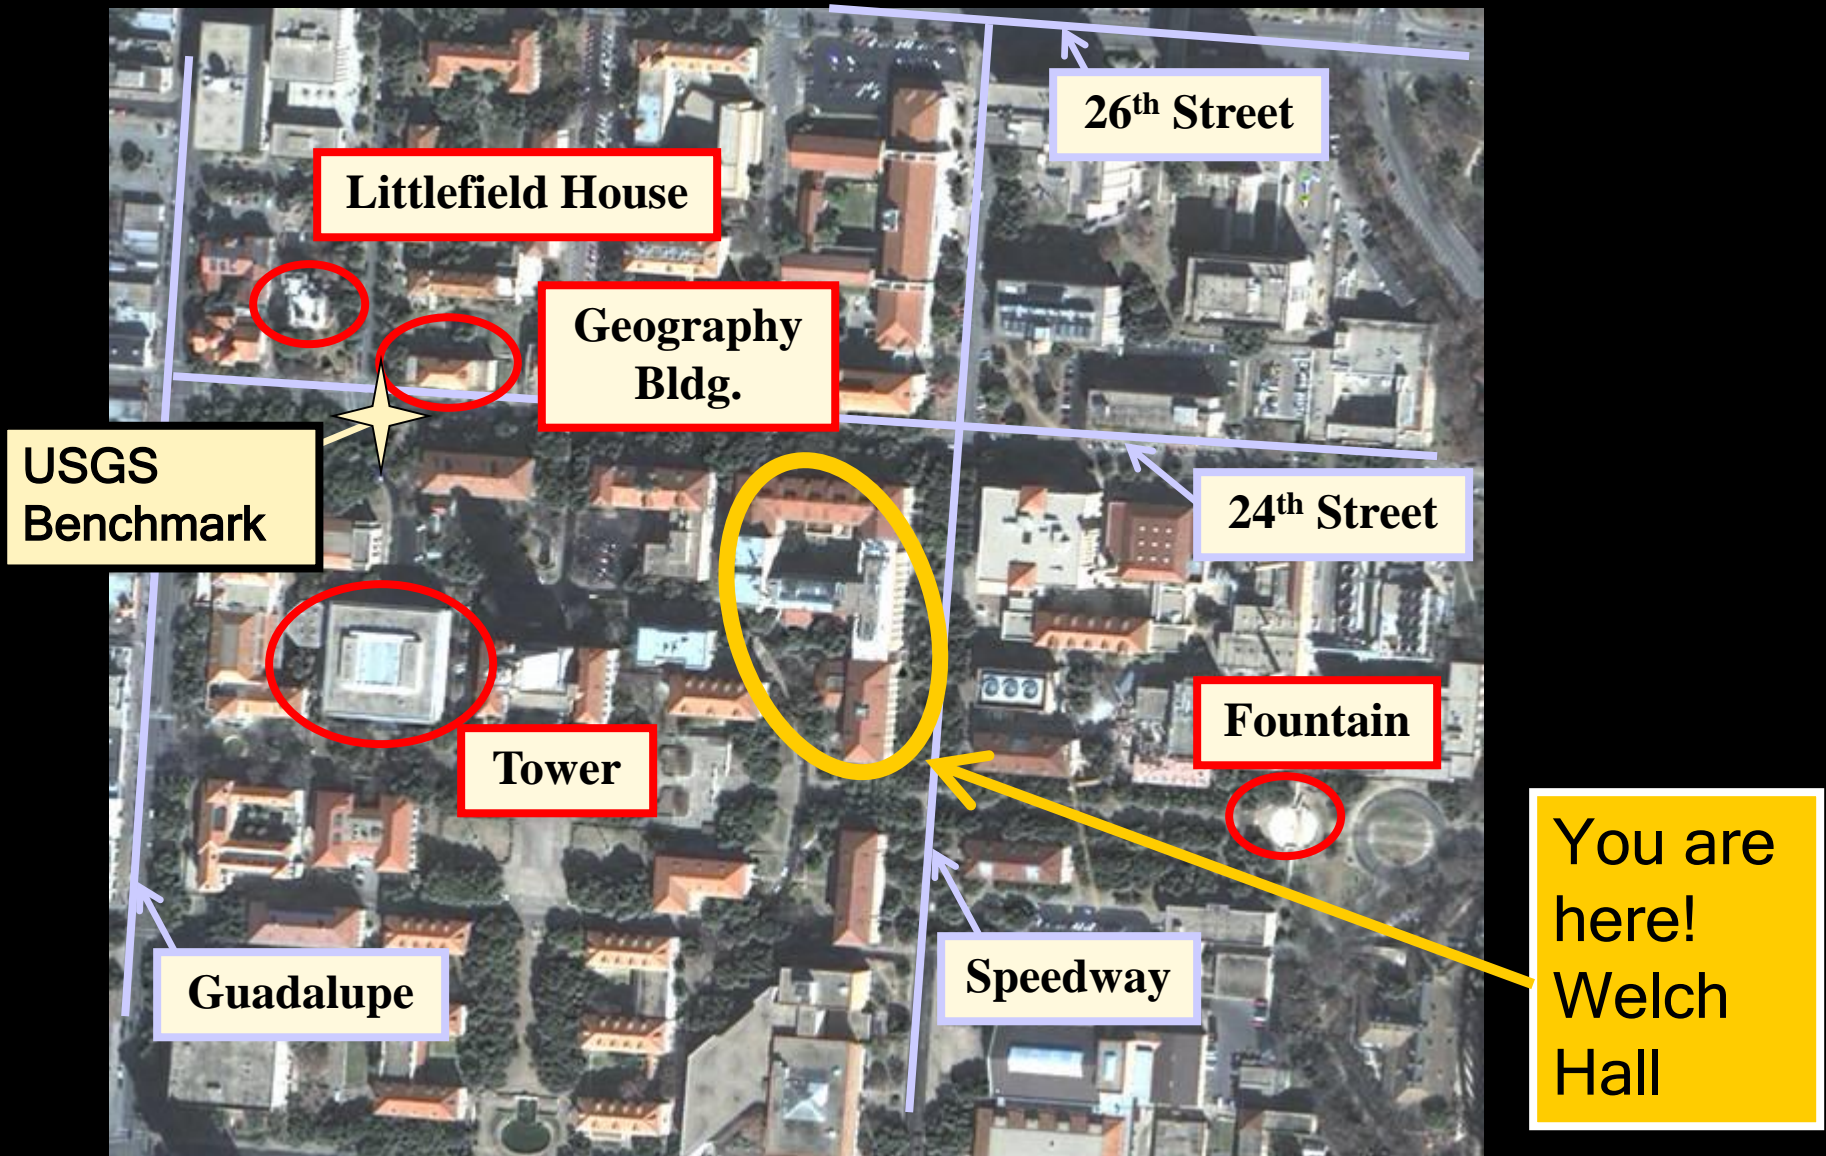 26th Street
Littlefield House
Geography
Bldg.
USGS
Benchmark
24th Street
Fountain
Tower
You are
here!
Welch
Hall
Guadalupe
Speedway